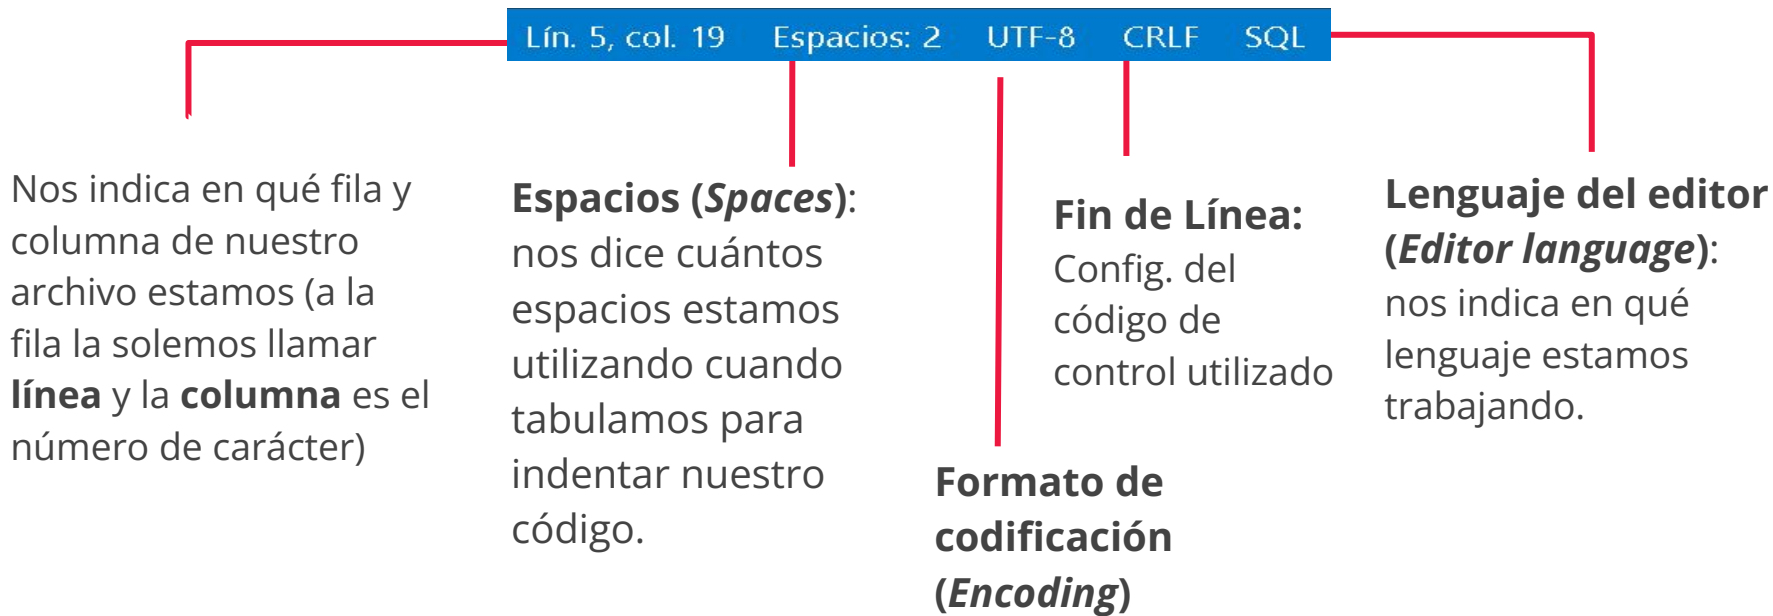 Lín. 5, col. 19 Espacios: 2 UTF-8 CRLF SQL
Nos indica en qué fila y
columna de nuestro
archivo estamos (a la
fila la solemos llamar
línea y la columna es el
número de carácter)
Espacios (Spaces):
nos dice cuántos
espacios estamos
utilizando cuando
tabulamos para
indentar nuestro
código.
Formato de
codificación
(Encoding)
Fin de Línea:
Config. del
código de
control utilizado
Lenguaje del editor
(Editor language):
nos indica en qué
lenguaje estamos
trabajando.